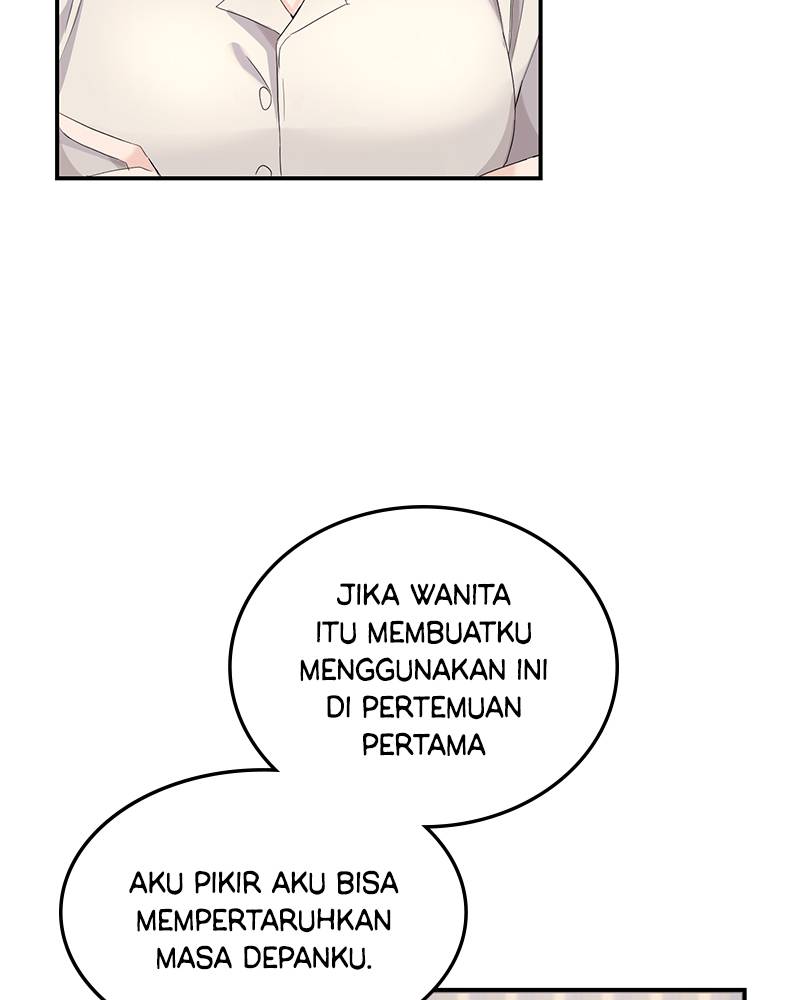 JIKA WANITA
ITU MEMBUATKU
MENGGUNAKAN INI
DI PERTEMUAN
PERTAMA
AKU PIKIR AKU BISA
MEMPERTARUHKAN
MASA DEPANKU.